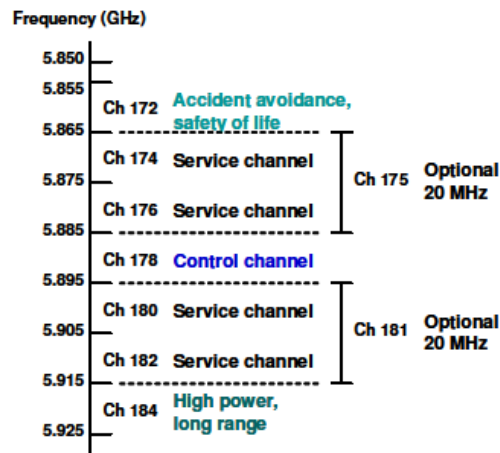 Frequency (GHz)
5.850
5.855
Ch 172 Accident avoidance,
safety of life
5.865
Ch 174 Service channel
Ch 175 Optional
20 MHz
5.875
Ch 176 Service channel
5.885
Ch 178 Control channel
5.895
Ch 180 Service channel
5.905
Ch 181 Optional
20 MHz
Ch 182 Service channel
5.915
Ch 184 High power,
long range
5.925